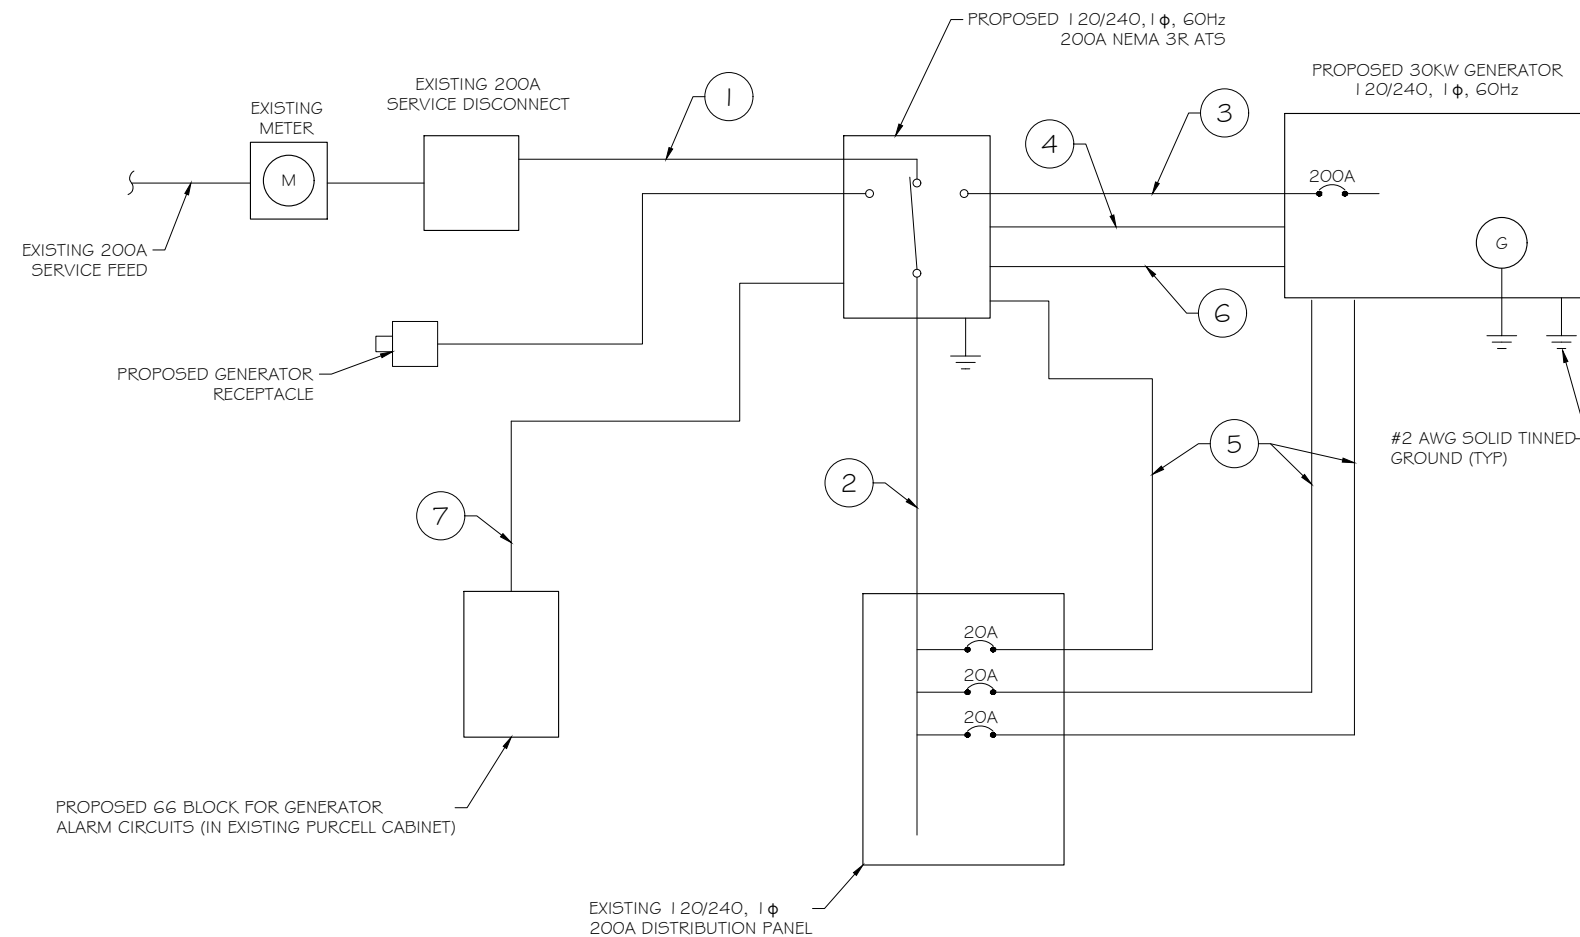 PROPOSED 120/240,1ϕ, 60Hz
200A NEMA 3R ATS
PROPOSED 30KW GENERATOR
120/240, 1ϕ, 60Hz
EXISTING 200A
SERVICE DISCONNECT
EXISTING
METER
1
3
4
M
200A
G
EXISTING 200A
SERVICE FEED
6
PROPOSED GENERATOR
RECEPTACLE
5
#2 AWG SOLID TINNED
GROUND (TYP)
2
7
20A
20A
20A
PROPOSED 66 BLOCK FOR GENERATOR
ALARM CIRCUITS (IN EXISTING PURCELL CABINET)
EXISTING 120/240, 1ϕ
200A DISTRIBUTION PANEL